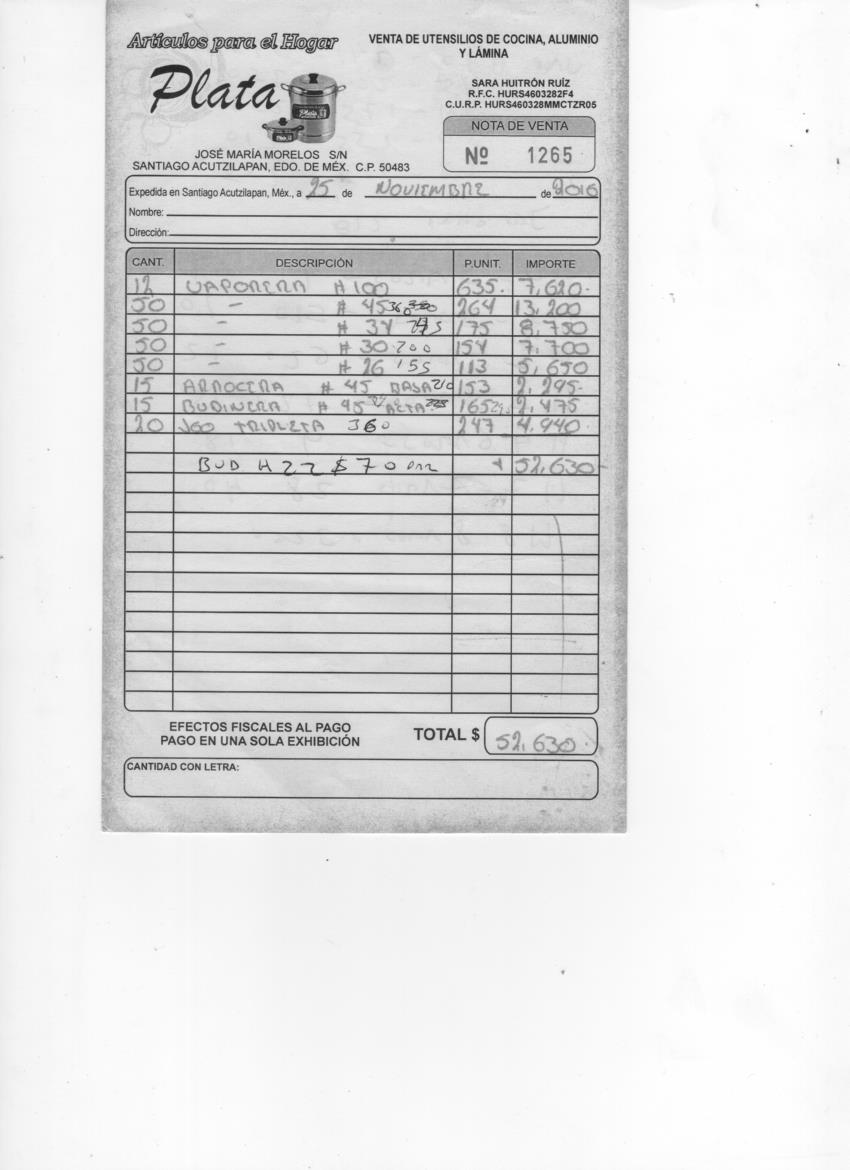 Artículos para el Hogar
Plata
VENTA DE UTENSILIOS DE COCINA, ALUMINIO
Y LÁMINA
SARA HUITRÓN RUÍZ
R.F.C. HURS4603282F4
C.U.R.P. HURS460328MMCTZR05
NOTA DE VENTA
Nº 1265
JOSÉ MARÍA MORELOS S/N
SANTIAGO ACUTZILAPAN, EDO. DE MÉX. C.P. 50483
Expedida en Santiago Acutzilapan, Méx., a 25 de NOVIEMBRE de 2016
Nombre:
Dirección:
CANT. DESCRIPCIÓN P.UNIT. IMPORTE
12 VAPORERA # 100 635. 7,620.
50 - # 45 264 13,200
50 - # 34 175 8,750
50 - # 30 200 154 7,700
50 - # 26 155 113 5,650
15 ARROCERA # 45 BAJA 210 153 2,295.
15 BUDINERA # 45 ALTA 225 165 2,475
20 JGO TRIPLETA 360 247 4,940.
BUD # 22 $ 70 52,630
EFECTOS FISCALES AL PAGO
PAGO EN UNA SOLA EXHIBICIÓN
TOTAL $ 52,630.
CANTIDAD CON LETRA: